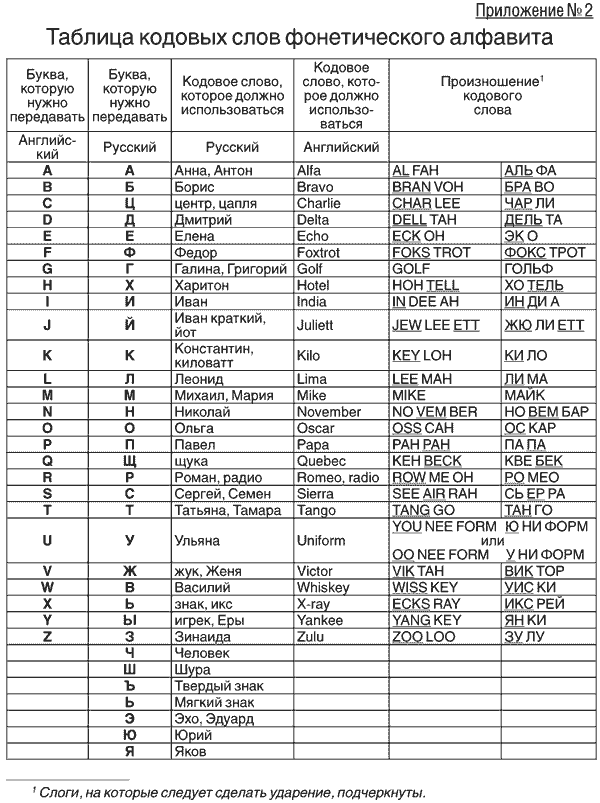 Приложение № 2
Таблица кодовых слов фонетического алфавита
Буква, которую нужно передавать | Буква, которую нужно передавать | Кодовое слово, которое должно использоваться | Кодовое слово, кото-рое должно использо-ваться | Произношение¹ кодового слова
Английс-кий | Русский | Русский | Английский
A | А | Анна, Антон | Alfa | AL FAH | АЛЬ ФА
B | Б | Борис | Bravo | BRAN VOH | БРА ВО
C | Ц | центр, цапля | Charlie | CHAR LEE | ЧАР ЛИ
D | Д | Дмитрий | Delta | DELL TAH | ДЕЛЬ ТА
E | Е | Елена | Echo | ECK OH | ЭК О
F | Ф | Федор | Foxtrot | FOKS TROT | ФОКС ТРОТ
G | Г | Галина, Григорий | Golf | GOLF | ГОЛЬФ
H | Х | Харитон | Hotel | HOH TELL | ХО ТЕЛЬ
I | И | Иван | India | IN DEE AH | ИН ДИ А
J | Й | Иван краткий, йот | Juliett | JEW LEE ETT | ЖЮ ЛИ ЕТТ
K | К | Константин, киловатт | Kilo | KEY LOH | КИ ЛО
L | Л | Леонид | Lima | LEE MAH | ЛИ МА
M | М | Михаил, Мария | Mike | MIKE | МАЙК
N | Н | Николай | November | NO VEM BER | НО ВЕМ БАР
O | О | Ольга | Oscar | OSS CAH | ОС КАР
P | П | Павел | Papa | PAH PAH | ПА ПА
Q | Щ | щука | Quebec | KEH BECK | КВЕ БЕК
R | Р | Роман, радио | Romeo, radio | ROW ME OH | РО МЕО
S | С | Сергей, Семен | Sierra | SEE AIR RAH | СЬ ЕР РА
T | Т | Татьяна, Тамара | Tango | TANG GO | ТАН ГО
U | У | Ульяна | Uniform | YOU NEE FORM Ю НИ ФОРМ или OO NEE FORM У НИ ФОРМ
V | Ж | жук, Женя | Victor | VIK TAH | ВИК ТОР
W | В | Василий | Whiskey | WISS KEY | УИС КИ
X | Ь | знак, икс | X-ray | ECKS RAY | ИКС РЕЙ
Y | Ы | игрек, Еры | Yankee | YANG KEY | ЯН КИ
Z | З | Зинаида | Zulu | ZOO LOO | ЗУ ЛУ
Ч | Человек
Ш | Шура
Ъ | Твердый знак
Ь | Мягкий знак
Э | Эхо, Эдуард
Ю | Юрий
Я | Яков
¹ Слоги, на которые следует сделать ударение, подчеркнуты.